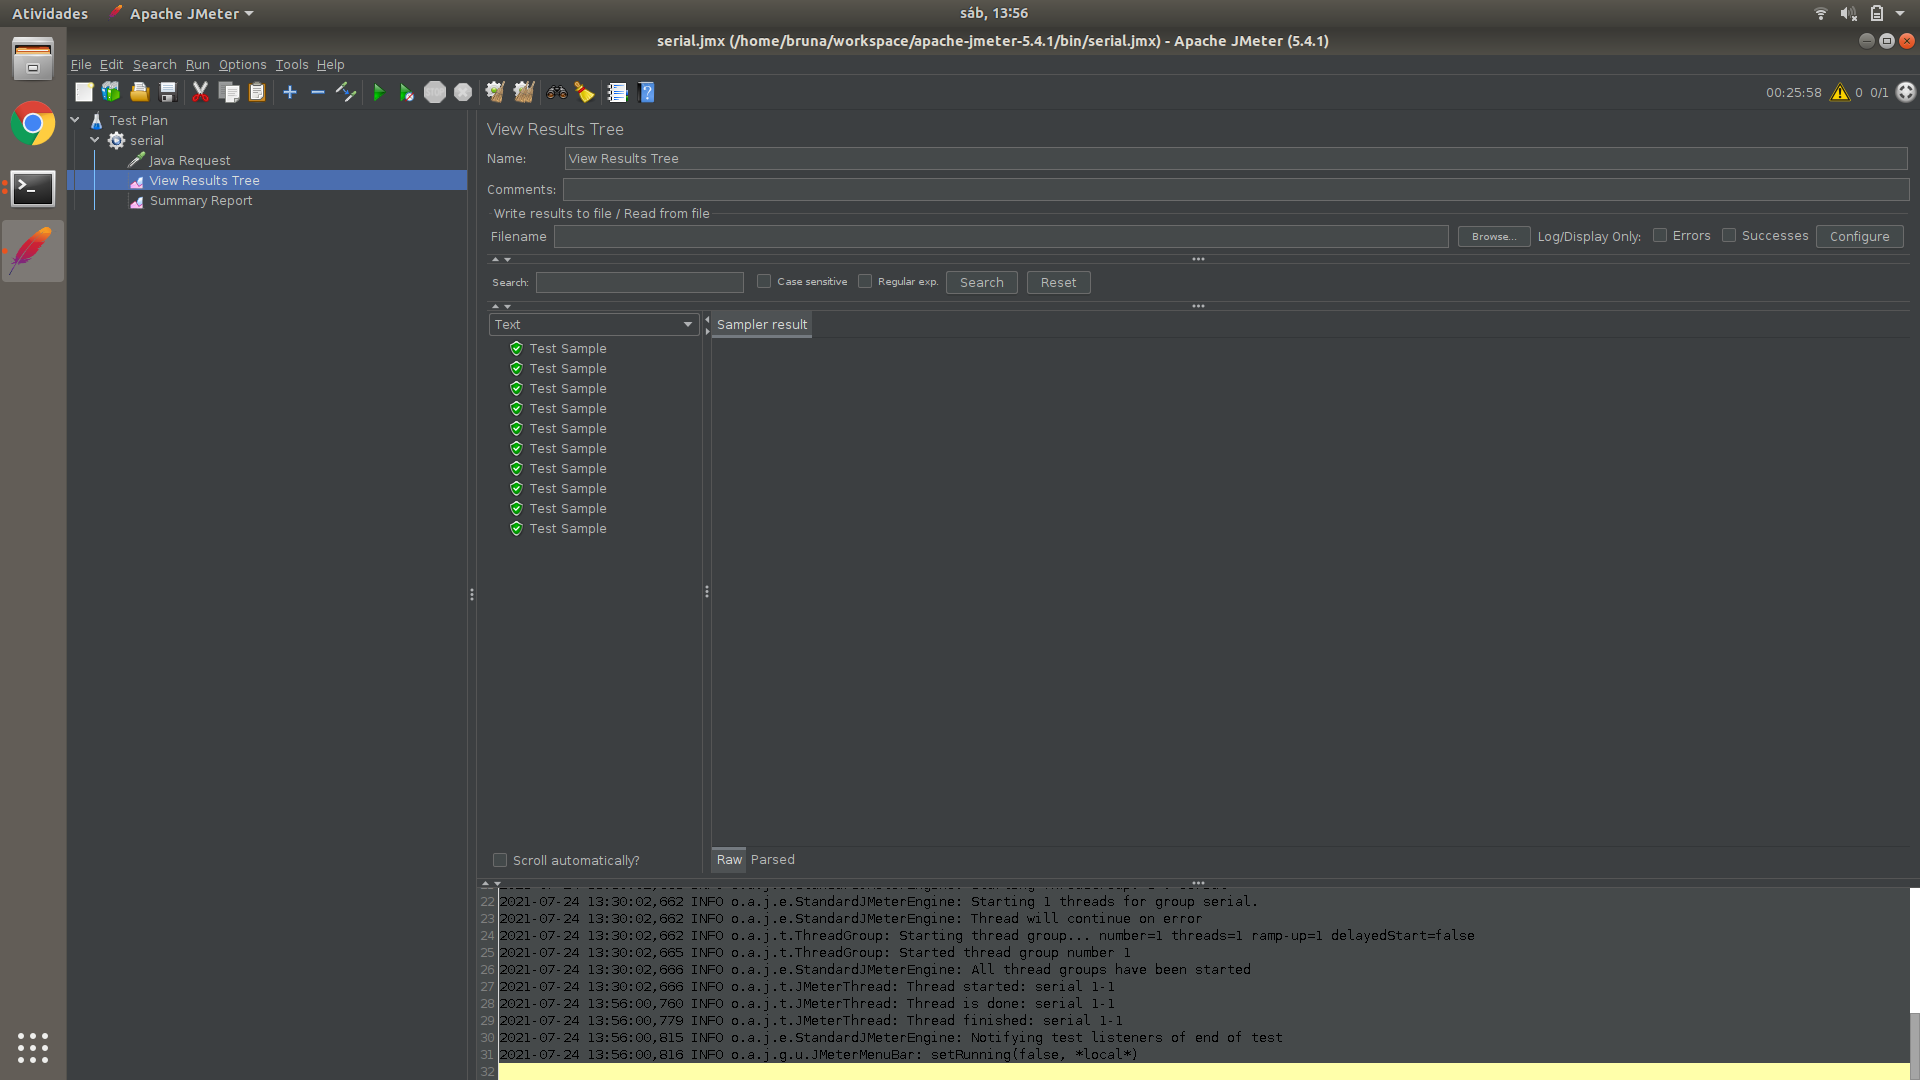 Atividades
Apache JMeter
sáb, 13:56
serial.jmx (/home/bruna/workspace/apache-jmeter-5.4.1/bin/serial.jmx) - Apache JMeter (5.4.1)
File Edit Search Run Options Tools Help
STOP
00:25:58
0 0/1
Test Plan
serial
Java Request
View Results Tree
Summary Report
View Results Tree
Name: View Results Tree
Comments:
Write results to file / Read from file
Filename
Browse...
Log/Display Only:
Errors
Successes
Configure
Search:
Case sensitive
Regular exp.
Search
Reset
Text
Sampler result
Test Sample
Test Sample
Test Sample
Test Sample
Test Sample
Test Sample
Test Sample
Test Sample
Test Sample
Test Sample
Scroll automatically?
Raw Parsed
22 2021-07-24 13:30:02,662 INFO o.a.j.e.StandardJMeterEngine: Starting 1 threads for group serial.
23 2021-07-24 13:30:02,662 INFO o.a.j.e.StandardJMeterEngine: Thread will continue on error
24 2021-07-24 13:30:02,662 INFO o.a.j.t.ThreadGroup: Starting thread group... number=1 threads=1 ramp-up=1 delayedStart=false
25 2021-07-24 13:30:02,665 INFO o.a.j.t.ThreadGroup: Started thread group number 1
26 2021-07-24 13:30:02,666 INFO o.a.j.e.StandardJMeterEngine: All thread groups have been started
27 2021-07-24 13:30:02,666 INFO o.a.j.t.JMeterThread: Thread started: serial 1-1
28 2021-07-24 13:56:00,760 INFO o.a.j.t.JMeterThread: Thread is done: serial 1-1
29 2021-07-24 13:56:00,779 INFO o.a.j.t.JMeterThread: Thread finished: serial 1-1
30 2021-07-24 13:56:00,815 INFO o.a.j.e.StandardJMeterEngine: Notifying test listeners of end of test
31 2021-07-24 13:56:00,816 INFO o.a.j.g.u.JMeterMenuBar: setRunning(false, *local*)
32